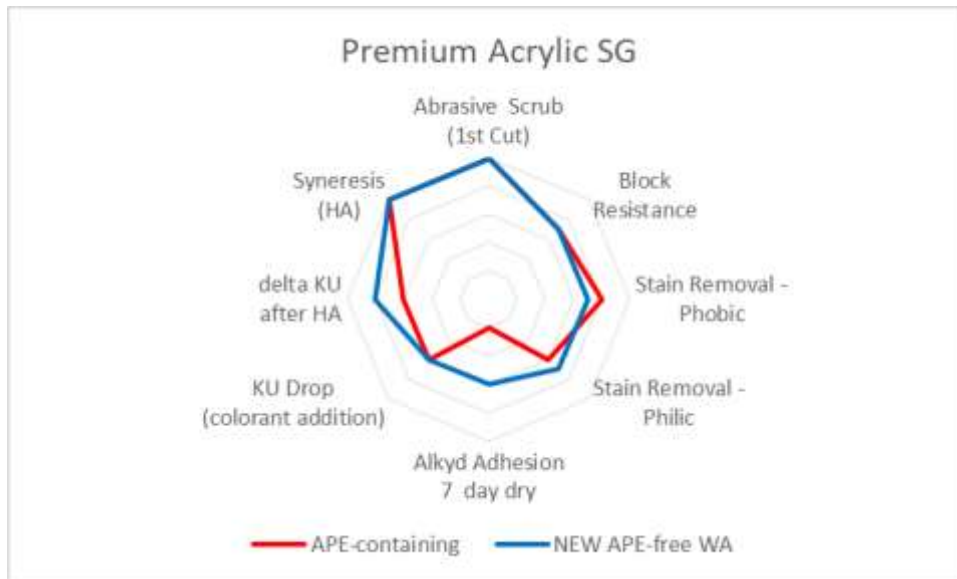 Premium Acrylic SG
Abrasive Scrub
(1st Cut)
Block
Resistance
Stain Removal -
Phobic
Stain Removal -
Philic
Alkyd Adhesion
7 day dry
KU Drop
(colorant addition)
delta KU
after HA
Syneresis
(HA)
APE-containing
NEW APE-free WA